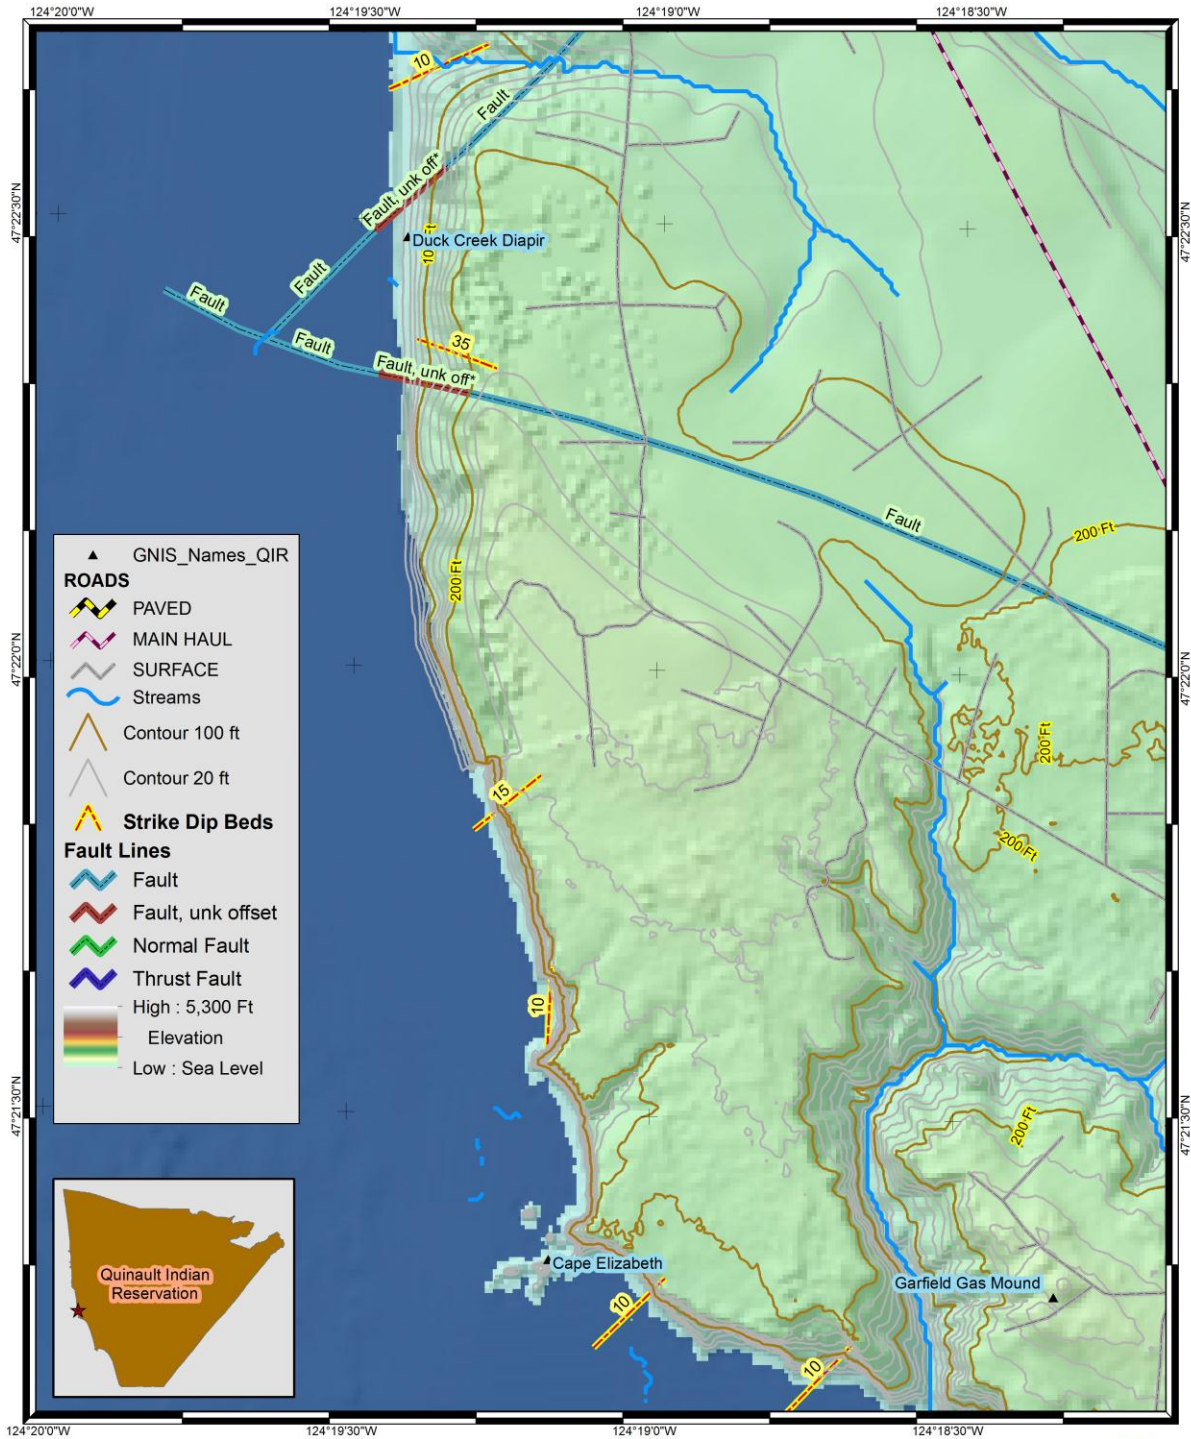 124°20'0"W 124°19'30"W 124°19'0"W 124°18'30"W
10
Fault
Fault, unk off*
47°22'30"N
47°22'30"N
Duck Creek Diapir
Fault
Fault
Fault
35
Fault, unk off*
Fault
200 Ft
200 Ft
GNIS_Names_QIR
ROADS
PAVED
MAIN HAUL
SURFACE
Streams
Contour 100 ft
Contour 20 ft
Strike Dip Beds
Fault Lines
Fault
Fault, unk offset
Normal Fault
Thrust Fault
High : 5,300 Ft
Elevation
Low : Sea Level
47°22'0"N
47°22'0"N
200 Ft
15
200 Ft
10
47°21'30"N
47°21'30"N
200 Ft
Quinault Indian
Reservation
Cape Elizabeth
Garfield Gas Mound
10
10
124°20'0"W 124°19'30"W 124°19'0"W 124°18'30"W